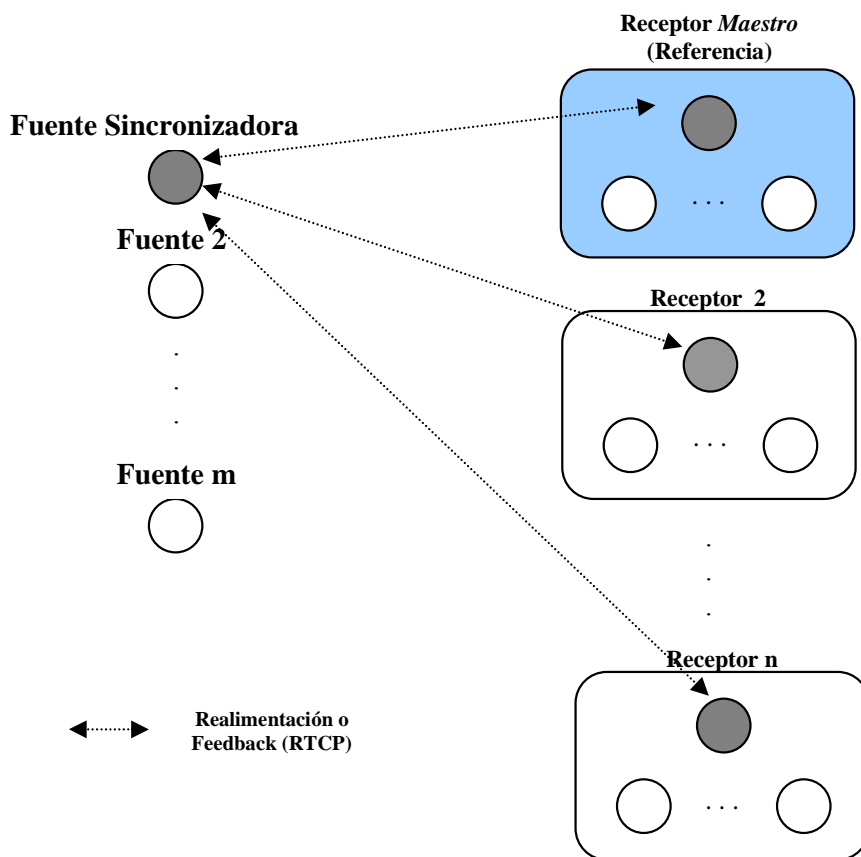 Receptor Maestro
(Referencia)
Fuente Sincronizadora
Fuente 2
Receptor 2
. . .
. . .
Fuente m
Receptor n
Realimentación o
Feedback (RTCP)
. . .